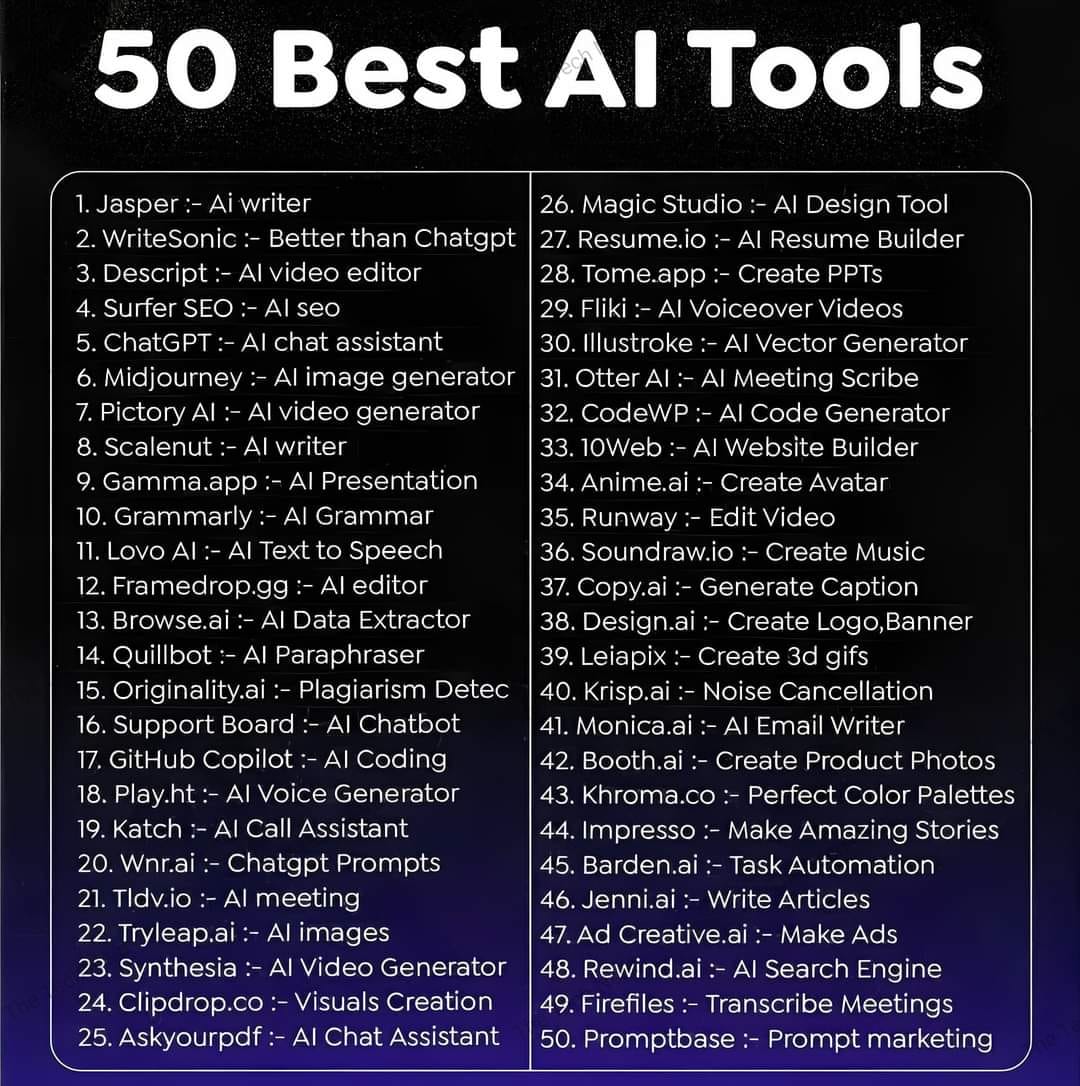 50 Best AI Tools
1. Jasper :- Ai writer
2. WriteSonic :- Better than Chatgpt
3. Descript :- AI video editor
4. Surfer SEO :- AI seo
5. ChatGPT :- AI chat assistant
6. Midjourney :- AI image generator
7. Pictory AI :- AI video generator
8. Scalenut :- AI writer
9. Gamma.app :- AI Presentation
10. Grammarly :- AI Grammar
11. Lovo AI :- AI Text to Speech
12. Framedrop.gg :- AI editor
13. Browse.ai :- AI Data Extractor
14. Quillbot :- AI Paraphraser
15. Originality.ai :- Plagiarism Detec
16. Support Board :- AI Chatbot
17. GitHub Copilot :- AI Coding
18. Play.ht :- AI Voice Generator
19. Katch :- AI Call Assistant
20. Wnr.ai :- Chatgpt Prompts
21. Tldv.io :- AI meeting
22. Tryleap.ai :- AI images
23. Synthesia :- AI Video Generator
24. Clipdrop.co :- Visuals Creation
25. Askyourpdf :- AI Chat Assistant
26. Magic Studio :- AI Design Tool
27. Resume.io :- AI Resume Builder
28. Tome.app :- Create PPTs
29. Fliki :- AI Voiceover Videos
30. Illustroke :- AI Vector Generator
31. Otter AI :- AI Meeting Scribe
32. CodeWP :- AI Code Generator
33. 10Web :- AI Website Builder
34. Anime.ai :- Create Avatar
35. Runway :- Edit Video
36. Soundraw.io :- Create Music
37. Copy.ai :- Generate Caption
38. Design.ai :- Create Logo,Banner
39. Leiapix :- Create 3d gifs
40. Krisp.ai :- Noise Cancellation
41. Monica.ai :- AI Email Writer
42. Booth.ai :- Create Product Photos
43. Khroma.co :- Perfect Color Palettes
44. Impresso :- Make Amazing Stories
45. Barden.ai :- Task Automation
46. Jenni.ai :- Write Articles
47. Ad Creative.ai :- Make Ads
48. Rewind.ai :- AI Search Engine
49. Firefiles :- Transcribe Meetings
50. Promptbase :- Prompt marketing